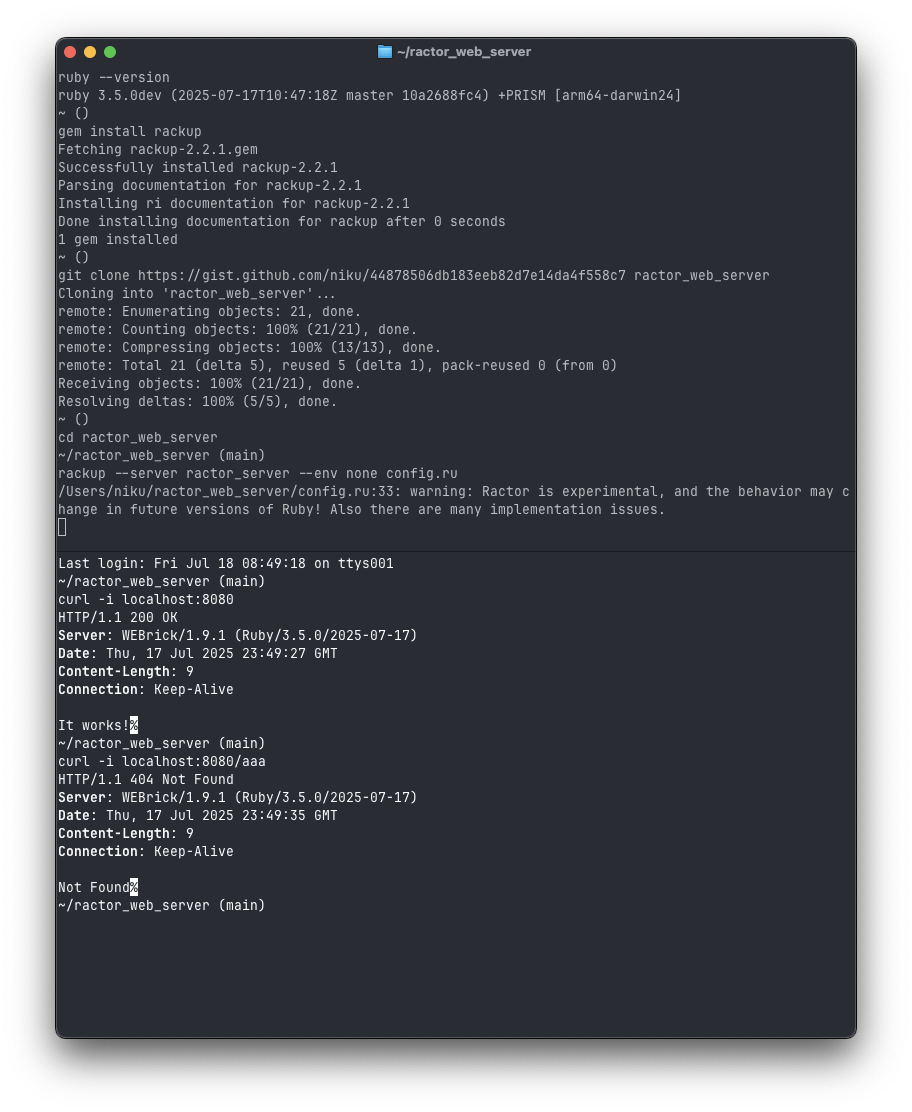 ~/ractor_web_server
ruby --version
ruby 3.5.0dev (2025-07-17T10:47:18Z master 10a2688fc4) +PRISM [arm64-darwin24]
~ ()
gem install rackup
Fetching rackup-2.2.1.gem
Successfully installed rackup-2.2.1
Parsing documentation for rackup-2.2.1
Installing ri documentation for rackup-2.2.1
Done installing documentation for rackup after 0 seconds
1 gem installed
~ ()
git clone https://gist.github.com/niku/44878506db183eeb82d7e14da4f558c7 ractor_web_server
Cloning into 'ractor_web_server'...
remote: Enumerating objects: 21, done.
remote: Counting objects: 100% (21/21), done.
remote: Compressing objects: 100% (13/13), done.
remote: Total 21 (delta 5), reused 5 (delta 1), pack-reused 0 (from 0)
Receiving objects: 100% (21/21), done.
Resolving deltas: 100% (5/5), done.
~ ()
cd ractor_web_server
~/ractor_web_server (main)
rackup --server ractor_server --env none config.ru
/Users/niku/ractor_web_server/config.ru:33: warning: Ractor is experimental, and the behavior may c
hange in future versions of Ruby! Also there are many implementation issues.
Last login: Fri Jul 18 08:49:18 on ttys001
~/ractor_web_server (main)
curl -i localhost:8080
HTTP/1.1 200 OK
Server: WEBrick/1.9.1 (Ruby/3.5.0/2025-07-17)
Date: Thu, 17 Jul 2025 23:49:27 GMT
Content-Length: 9
Connection: Keep-Alive

It works!%
~/ractor_web_server (main)
curl -i localhost:8080/aaa
HTTP/1.1 404 Not Found
Server: WEBrick/1.9.1 (Ruby/3.5.0/2025-07-17)
Date: Thu, 17 Jul 2025 23:49:35 GMT
Content-Length: 9
Connection: Keep-Alive

Not Found%
~/ractor_web_server (main)